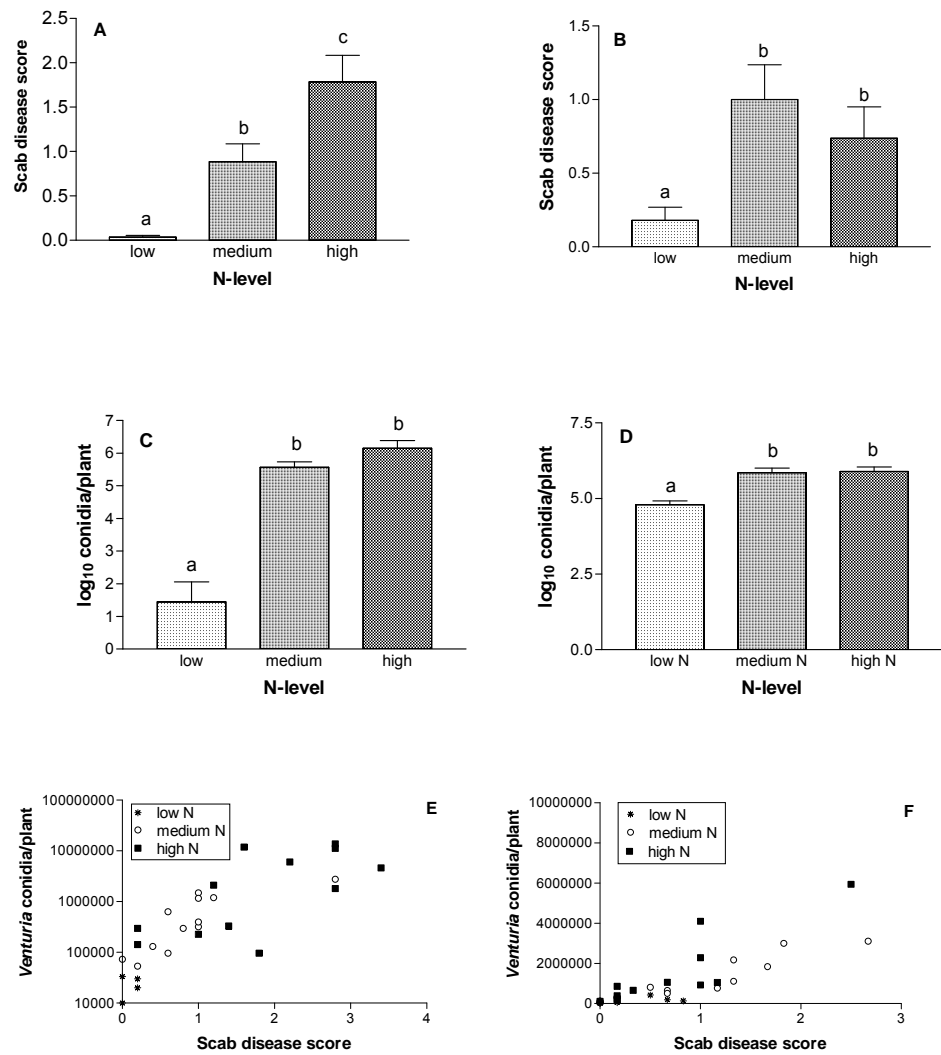 A
Scab disease score
2.5
2.0
1.5
1.0
0.5
0.0
a
b
c
low medium high
N-level
B
Scab disease score
1.5
1.0
0.5
0.0
a
b
b
low medium high
N-level
C
log10 conidia/plant
7
6
5
4
3
2
1
0
a
b
b
low medium high
N-level
D
log10 conidia/plant
7.5
5.0
2.5
0.0
a
b
b
low N medium N high N
N-level
E
Venturia conidia/plant
100000000
10000000
1000000
100000
10000
low N
medium N
high N
0 1 2 3 4
Scab disease score
F
Venturia conidia/plant
10000000
8000000
6000000
4000000
2000000
0
low N
medium N
high N
0 1 2 3
Scab disease score